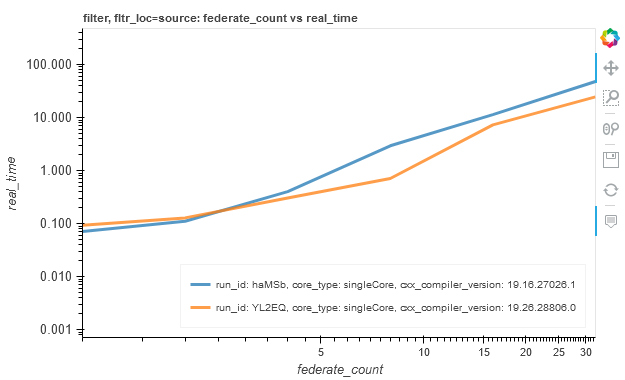 filter, fltr_loc=source: federate_count vs real_time
100.000
10.000
1.000
0.100
0.010
0.001
real_time
run_id: haMSb, core_type: singleCore, cxx_compiler_version: 19.16.27026.1
run_id: YL2EQ, core_type: singleCore, cxx_compiler_version: 19.26.28806.0
5 10 15 20 25 30
federate_count